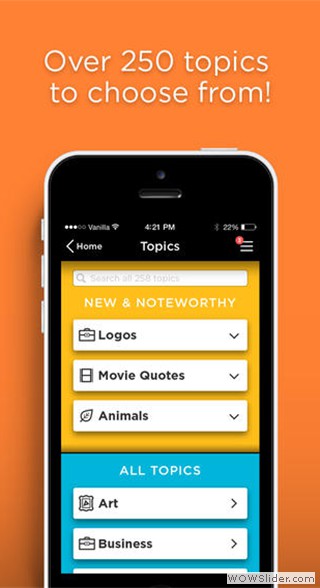 Over 250 topics
to choose from!
Vanilla 4:21 PM 22%
Home Topics
Search all 258 topics
NEW & NOTEWORTHY
Logos
Movie Quotes
Animals
ALL TOPICS
Art
Business
WOWSlider.com